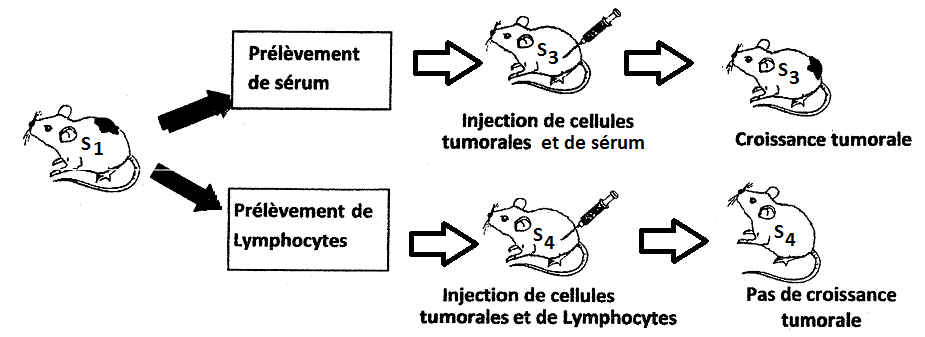 S1
Prélèvement
de sérum
S3
Injection de cellules
tumorales et de sérum
S3
Croissance tumorale
Prélèvement de
Lymphocytes
S4
Injection de cellules
tumorales et de Lymphocytes
S4
Pas de croissance
tumorale